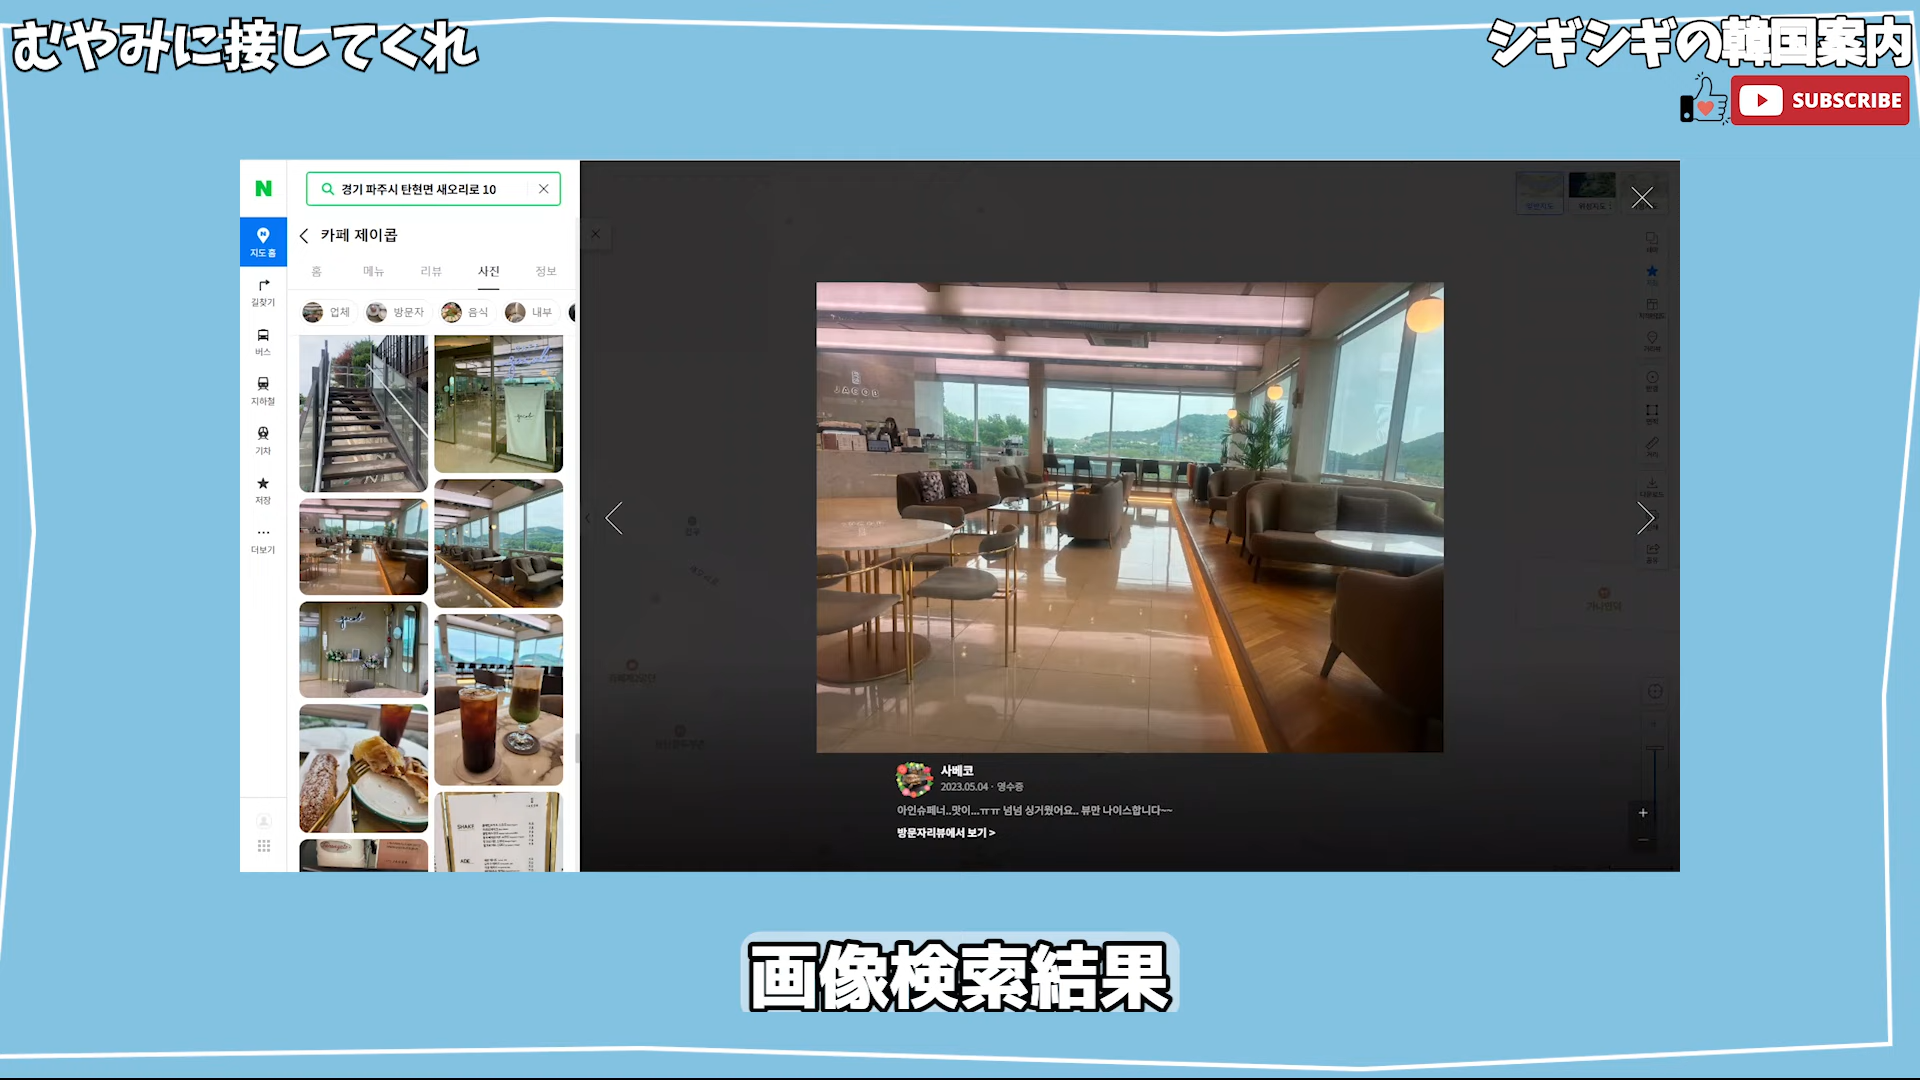 むやみに接してくれ
シギシギの韓国案内
SUBSCRIBE
N
경기 파주시 탄현면 새오리로 10
지도 홈
카페 제이콥
홈 메뉴 리뷰 사진 정보
길찾기
업체 방문자 음식 내부
버스
지하철
기차
저장
더보기
JACOB
SHAKE
ADE
사베코
2023.05.04 · 영수증
아인슈페너..맛이...ㅠㅠ 넘넘 싱거웠어요.. 뷰만 나이스합니다~~
방문자리뷰에서 보기 >
画像検索結果